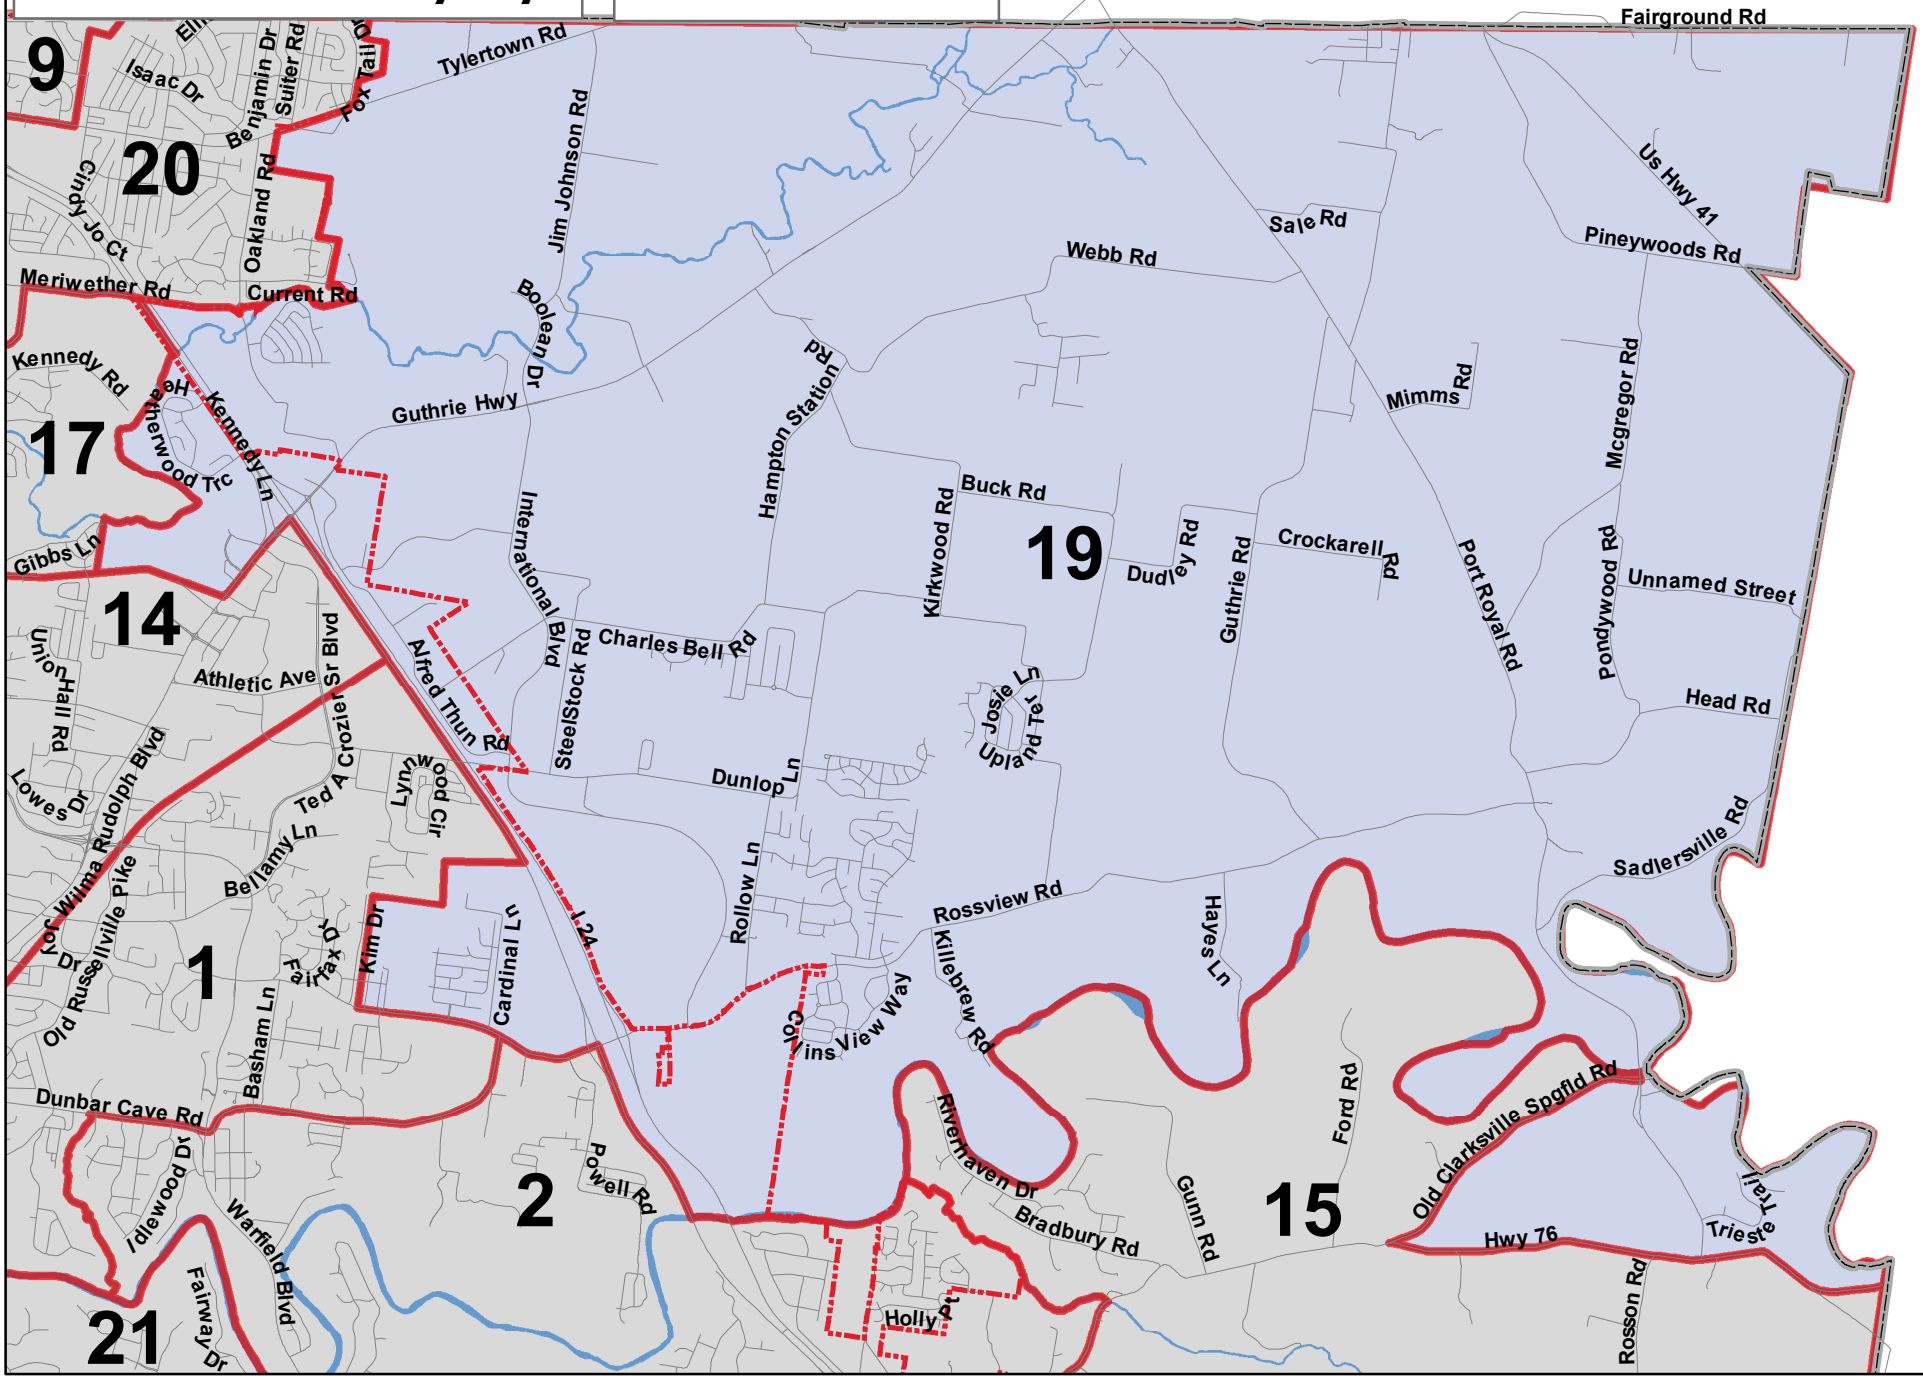 Fairground Rd
9
Isaac Dr
Benjamin Dr
Suiter Rd
Fox Tail Dr
Tylertown Rd
20
Cindy Jo Ct
Oakland Rd
Jim Johnson Rd
Us Hwy 41
Sale Rd
Pineywoods Rd
Webb Rd
Meriwether Rd
Current Rd
Boolean Dr
Kennedy Rd
Heatherwood Trc
Kennedy Ln
Guthrie Hwy
Hampton Station Rd
Mimms Rd
Mcgregor Rd
17
Gibbs Ln
International Blvd
Kirkwood Rd
Buck Rd
19
Dudley Rd
Guthrie Rd
Crockarell Rd
Port Royal Rd
Pondywood Rd
Unnamed Street
14
Union Hall Rd
Athletic Ave
Ted A Crozier Sr Blvd
Alfred Thun Rd
SteelStock Rd
Charles Bell Rd
Josie Ln
Upland Ter
Head Rd
Lowes Dr
Wilma Rudolph Blvd
Lynnwood Cir
Dunlop Ln
Bellamy Ln
Sadlersville Rd
Old Russellville Pike
Joy Dr
1
Fairfax Dr
Kim Dr
Cardinal Ln
I 24
Rollow Ln
Rossview Rd
Killebrew Rd
Hayes Ln
Basham Ln
Collins View Way
Dunbar Cave Rd
Idlewood Dr
Warfield Blvd
2
Powell Rd
Riverhaven Dr
Bradbury Rd
Gunn Rd
15
Ford Rd
Old Clarksville Spgfld Rd
Hwy 76
Trieste Trail
21
Fairway Dr
Holly Pt
Rosson Rd